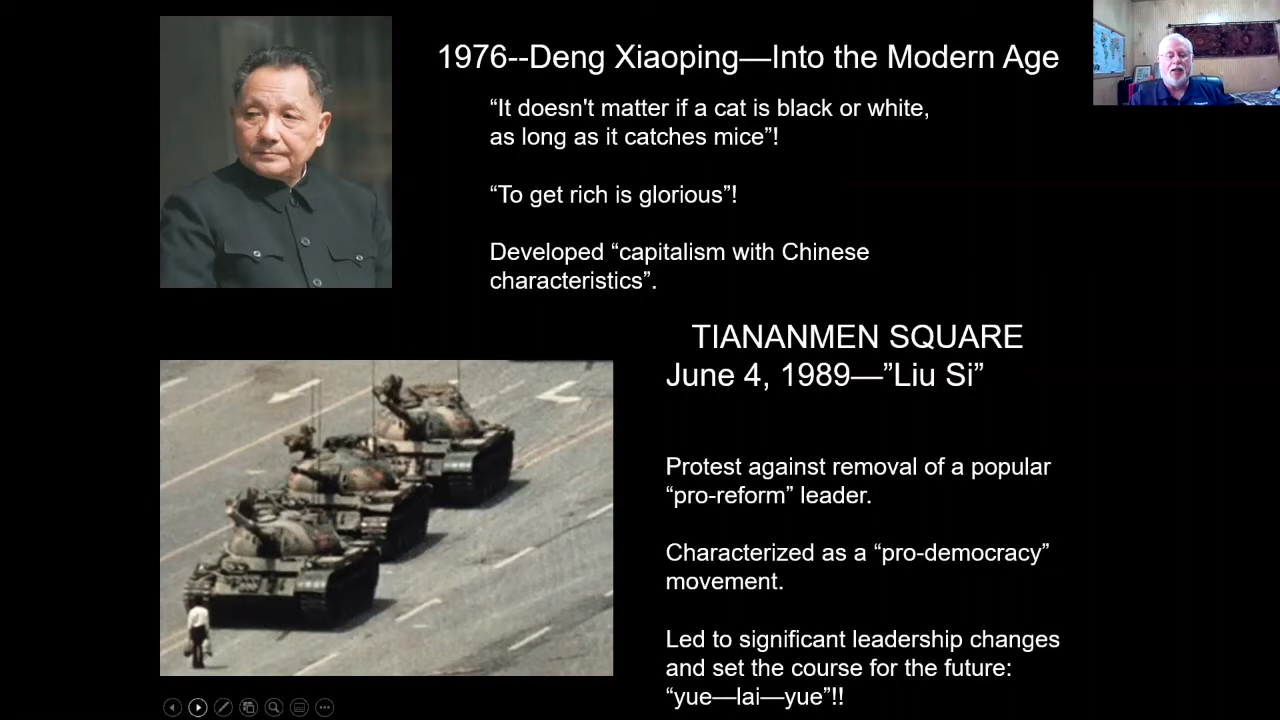 1976--Deng Xiaoping—Into the Modern Age
“It doesn't matter if a cat is black or white,
as long as it catches mice”!
“To get rich is glorious”!
Developed “capitalism with Chinese
characteristics”.
TIANANMEN SQUARE
June 4, 1989—”Liu Si”
Protest against removal of a popular
“pro-reform” leader.
Characterized as a “pro-democracy”
movement.
Led to significant leadership changes
and set the course for the future:
“yue—lai—yue”!!